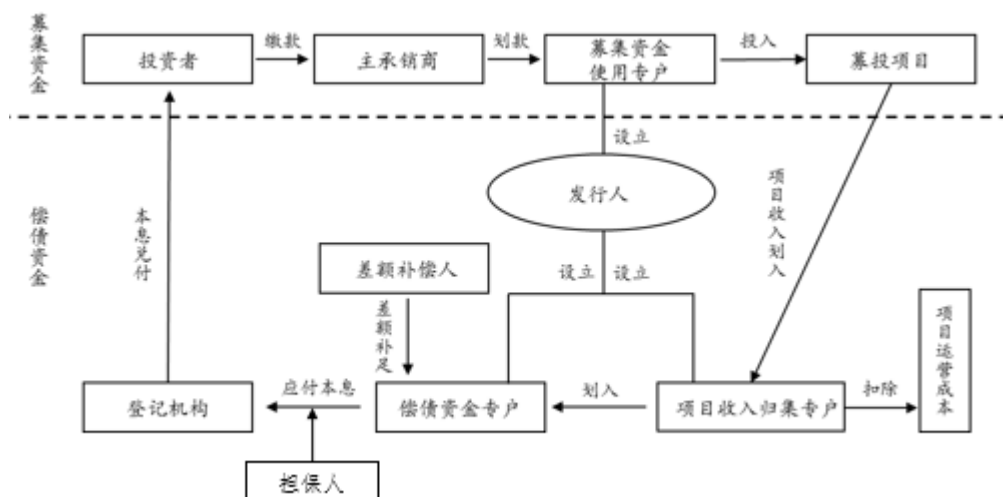 募集资金
投资者
缴款
主承销商
划款
募集资金
使用专户
投入
募投项目
设立
发行人
偿债资金
本息兑付
项目收入划入
差额补偿人
设立
设立
差额补足
项目运营成本
登记机构
应付本息
偿债资金专户
划入
项目收入归集专户
扣除
担保人